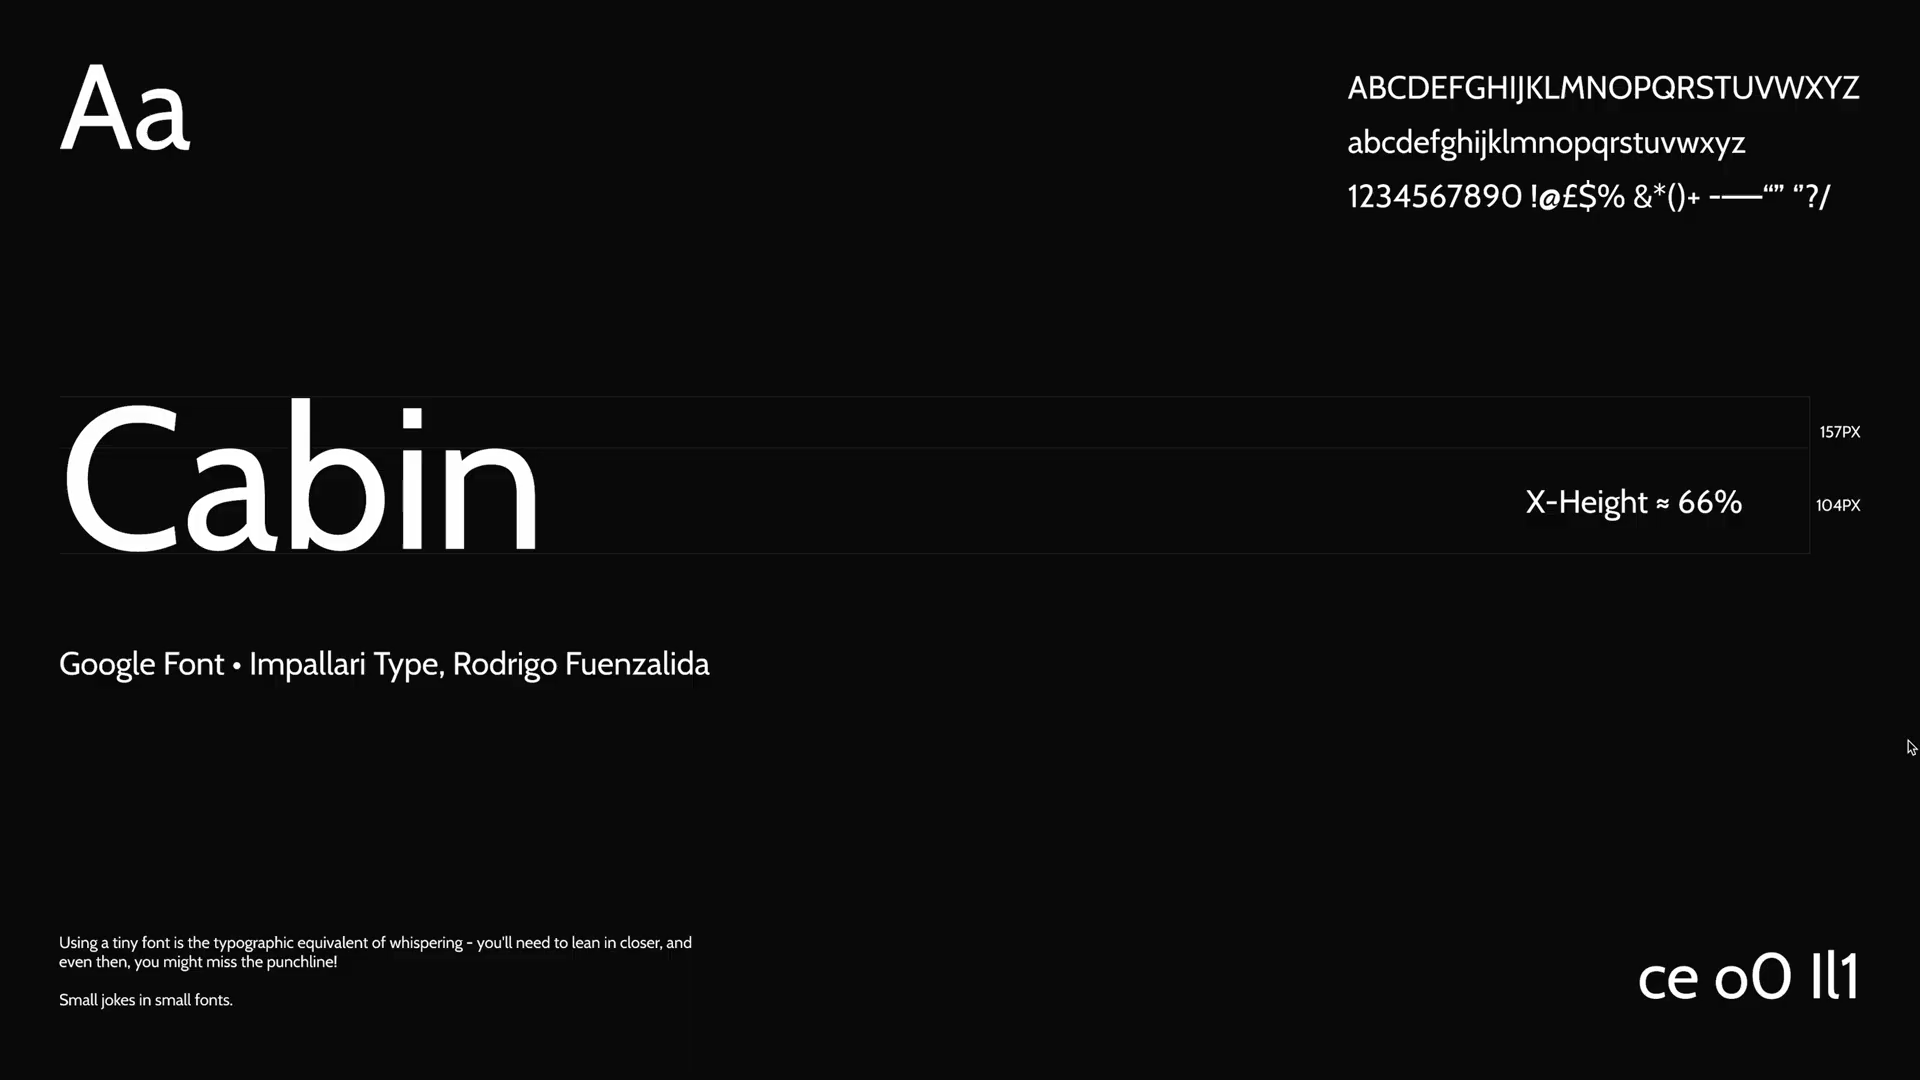 Aa
ABCDEFGHIJKLMNOPQRSTUVWXYZ
abcdefghijklmnopqrstuvwxyz
1234567890 !@£$% &*()+ -–—“” ‘’?/
Cabin
157PX
X-Height ≈ 66%
104PX
Google Font • Impallari Type, Rodrigo Fuenzalida
Using a tiny font is the typographic equivalent of whispering - you'll need to lean in closer, and
even then, you might miss the punchline!
Small jokes in small fonts.
ce oO Il1